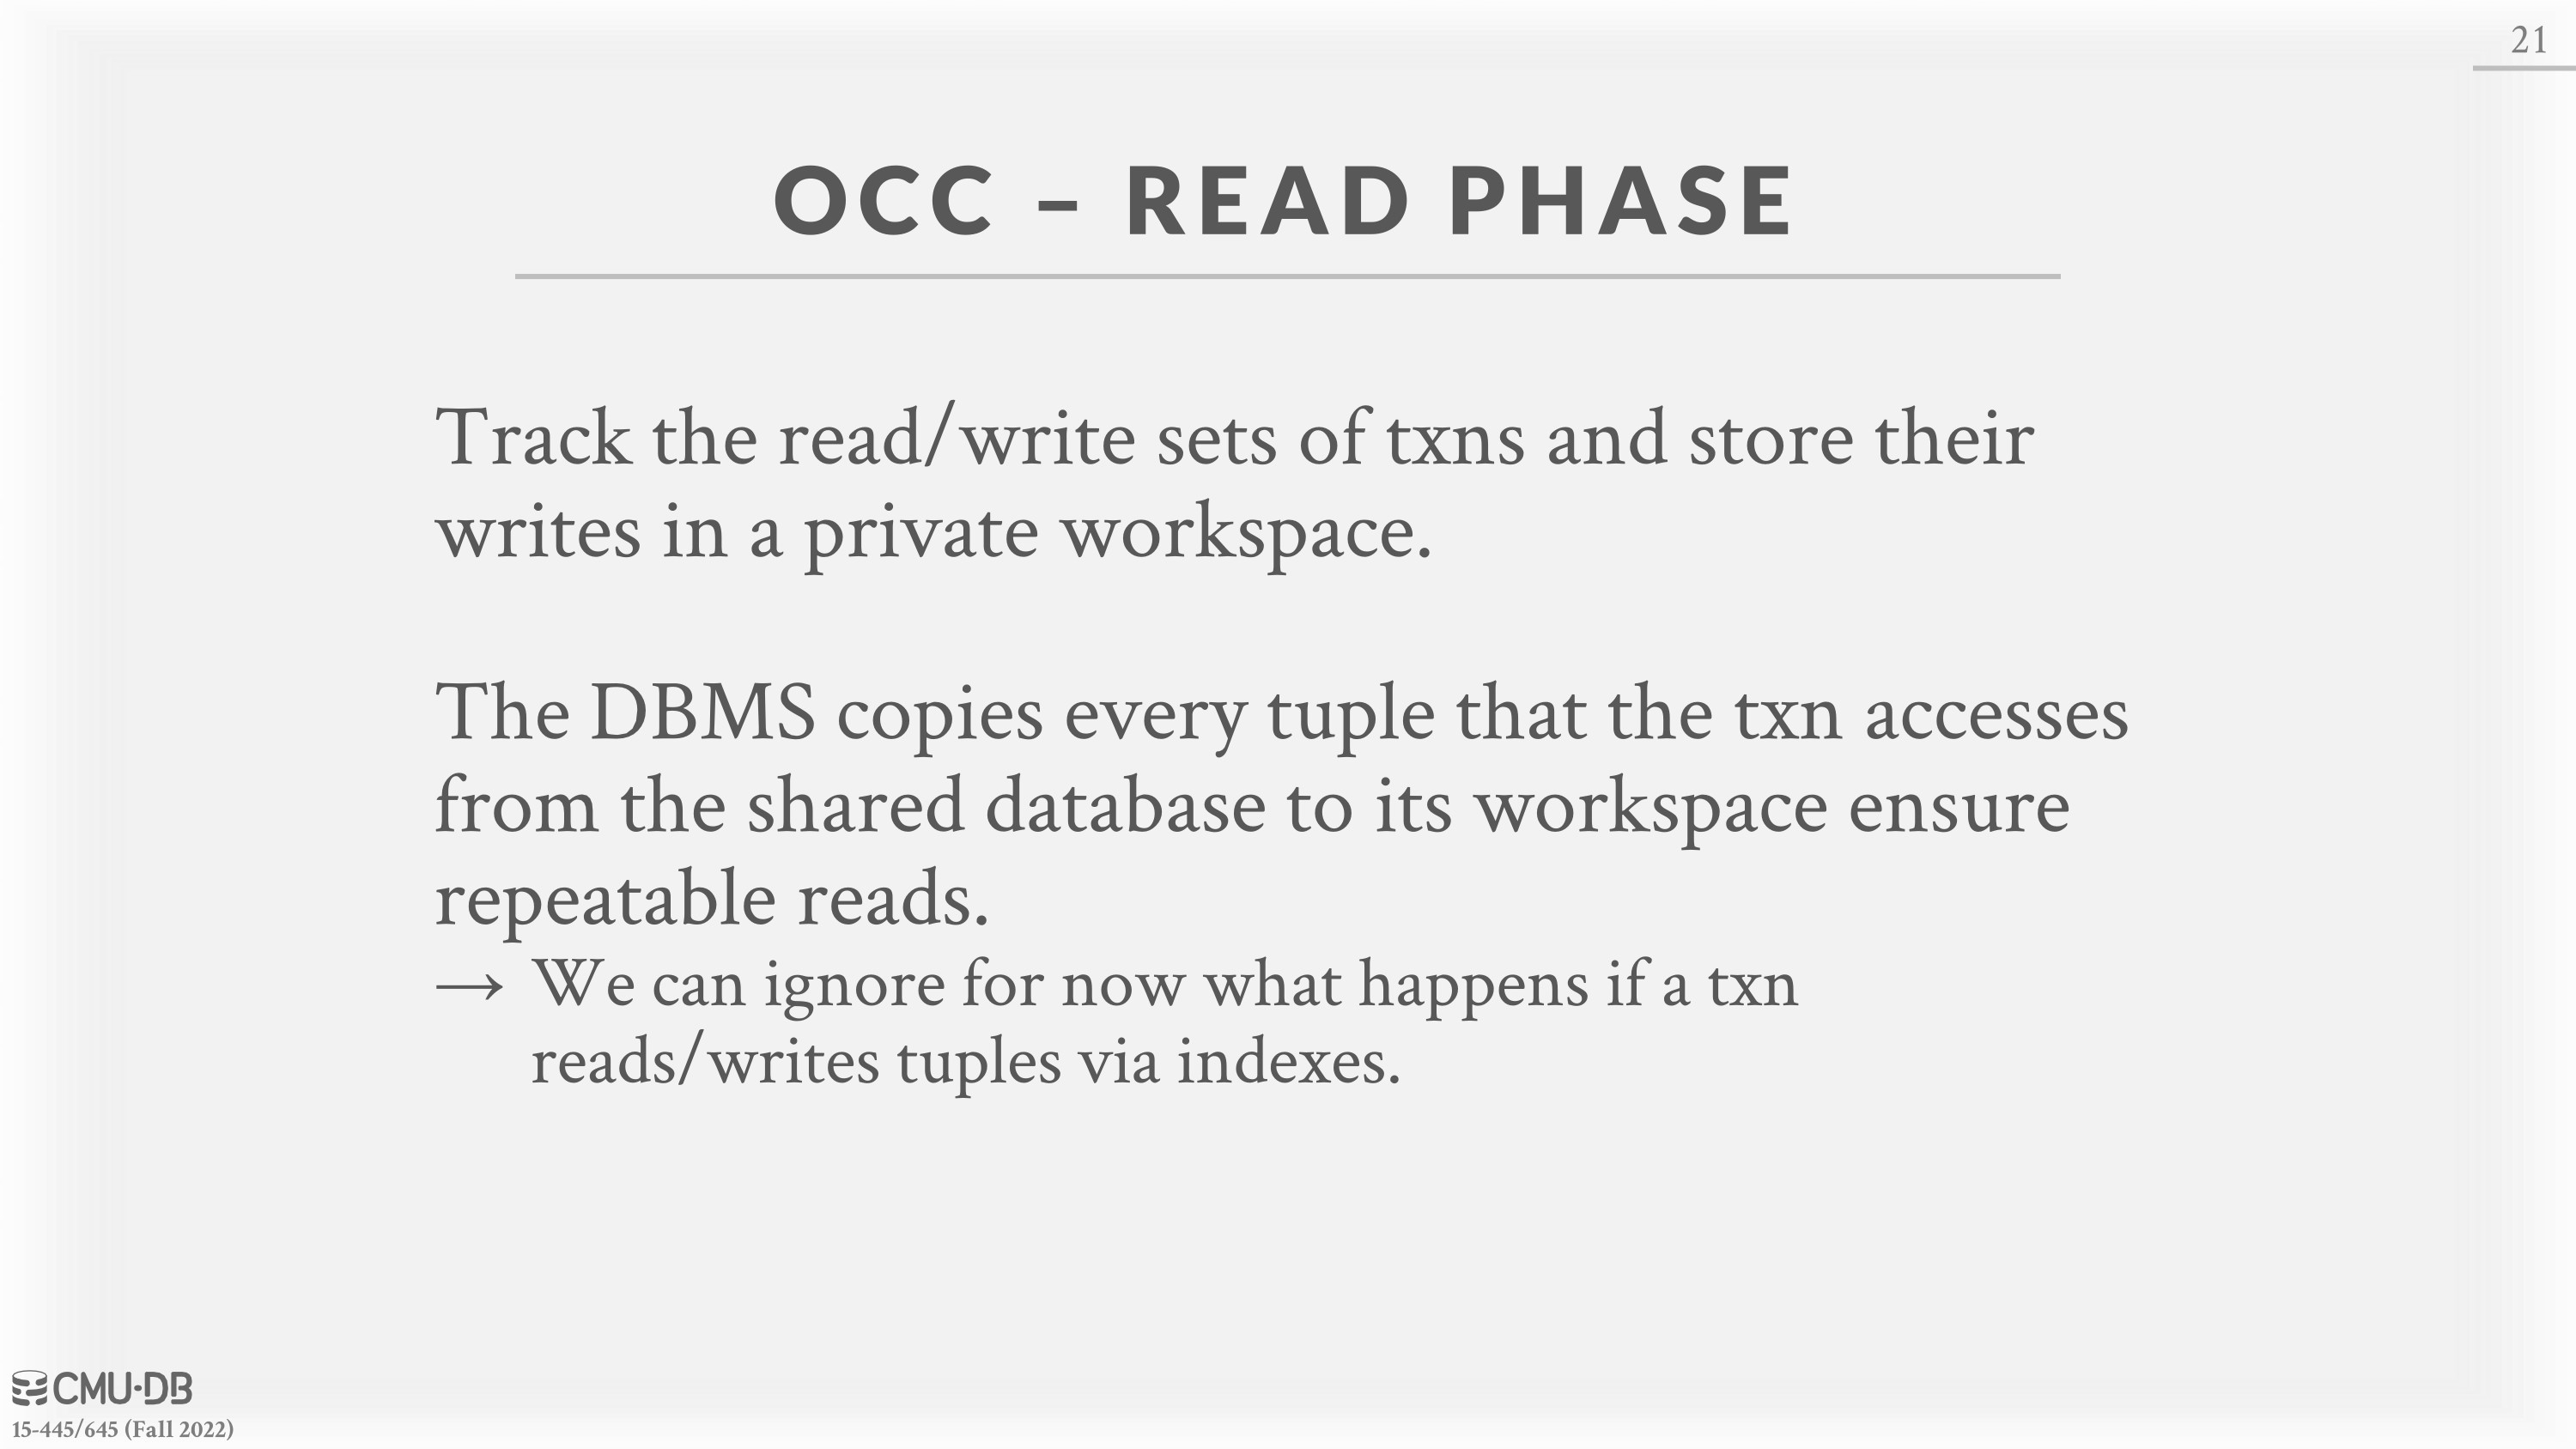 21
OCC – READ PHASE
Track the read/write sets of txns and store their
writes in a private workspace.
The DBMS copies every tuple that the txn accesses
from the shared database to its workspace ensure
repeatable reads.
→ We can ignore for now what happens if a txn
reads/writes tuples via indexes.
CMU·DB
15-445/645 (Fall 2022)